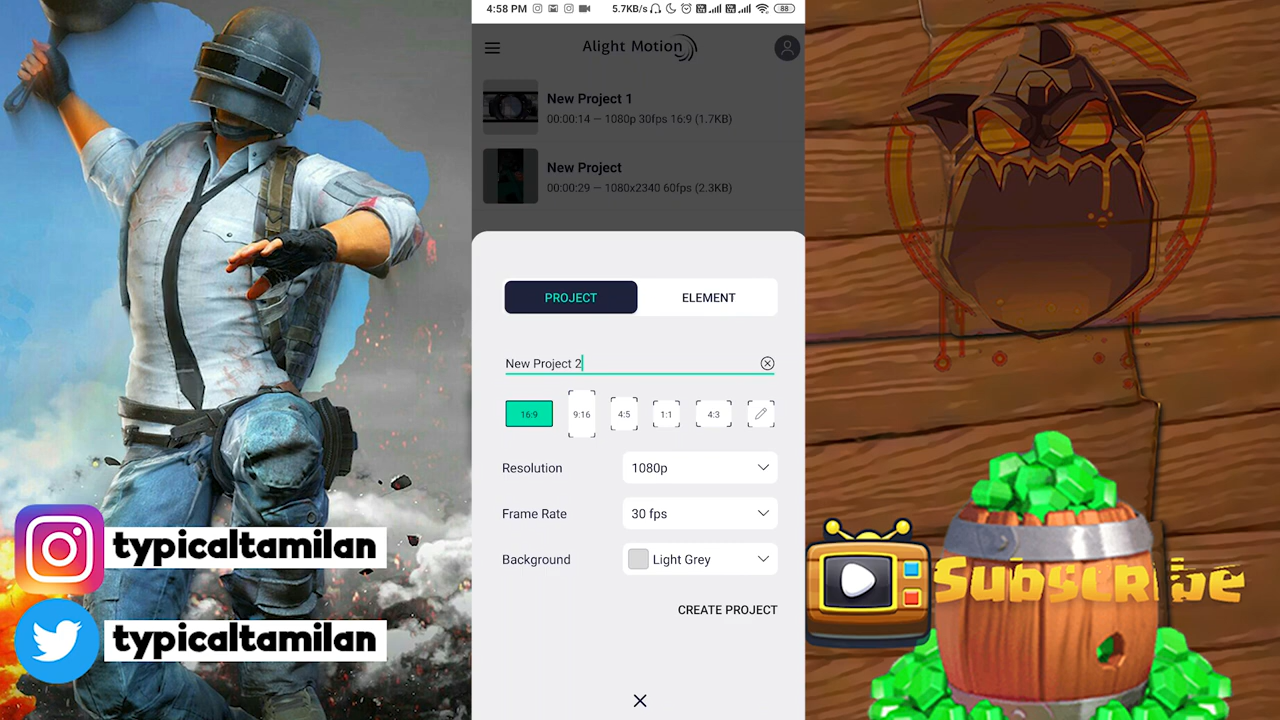 4:58 PM
5.7KB/s
88
Alight Motion
New Project 1
00:00:14 — 1080p 30fps 16:9 (1.7KB)
New Project
00:00:29 — 1080x2340 60fps (2.3KB)
PROJECT
ELEMENT
New Project 2
16:9
9:16
4:5
1:1
4:3
Resolution
1080p
Frame Rate
30 fps
Background
Light Grey
CREATE PROJECT
typicaltamilan
typicaltamilan
Subscribe